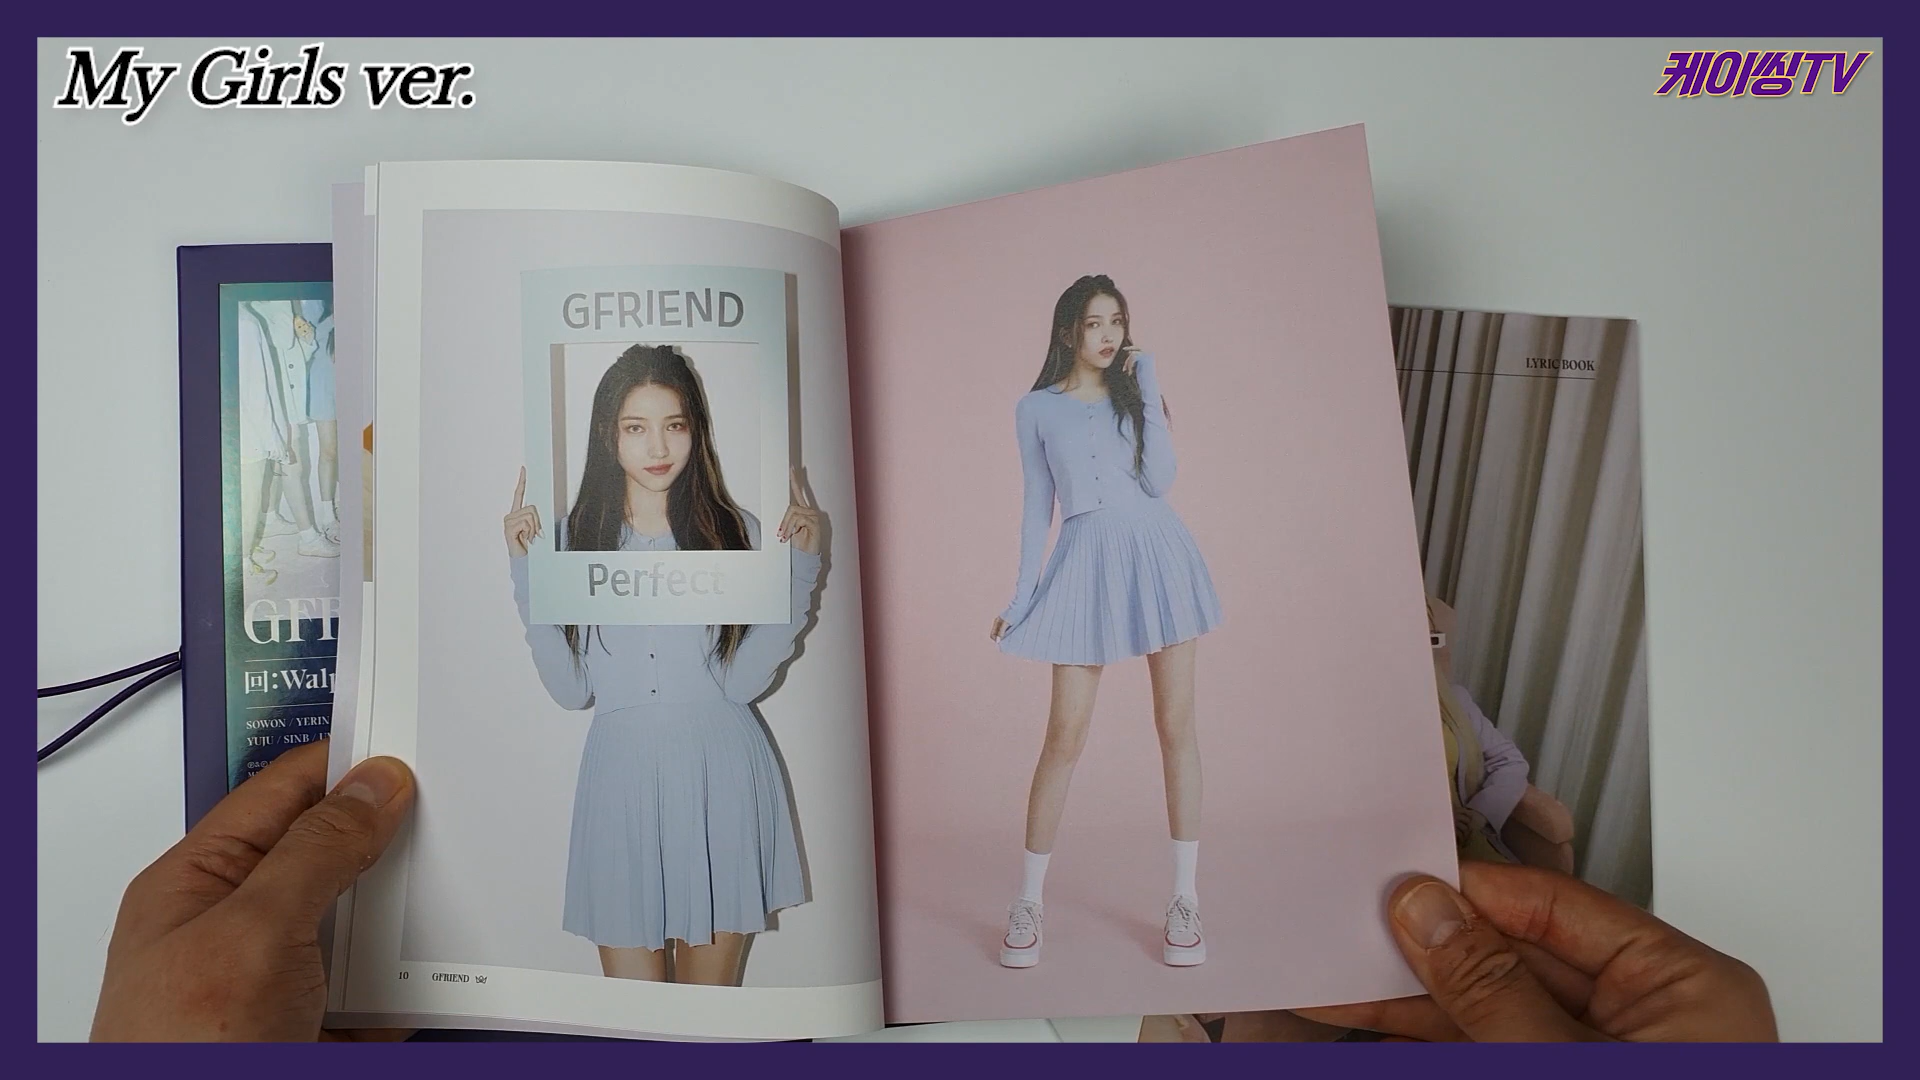 My Girls ver.
케이씽TV
GFRIEND
Perfect
LYRIC BOOK
回:Walp
SOWON / YERIN
YUJU / SINB /
10 GFRIEND